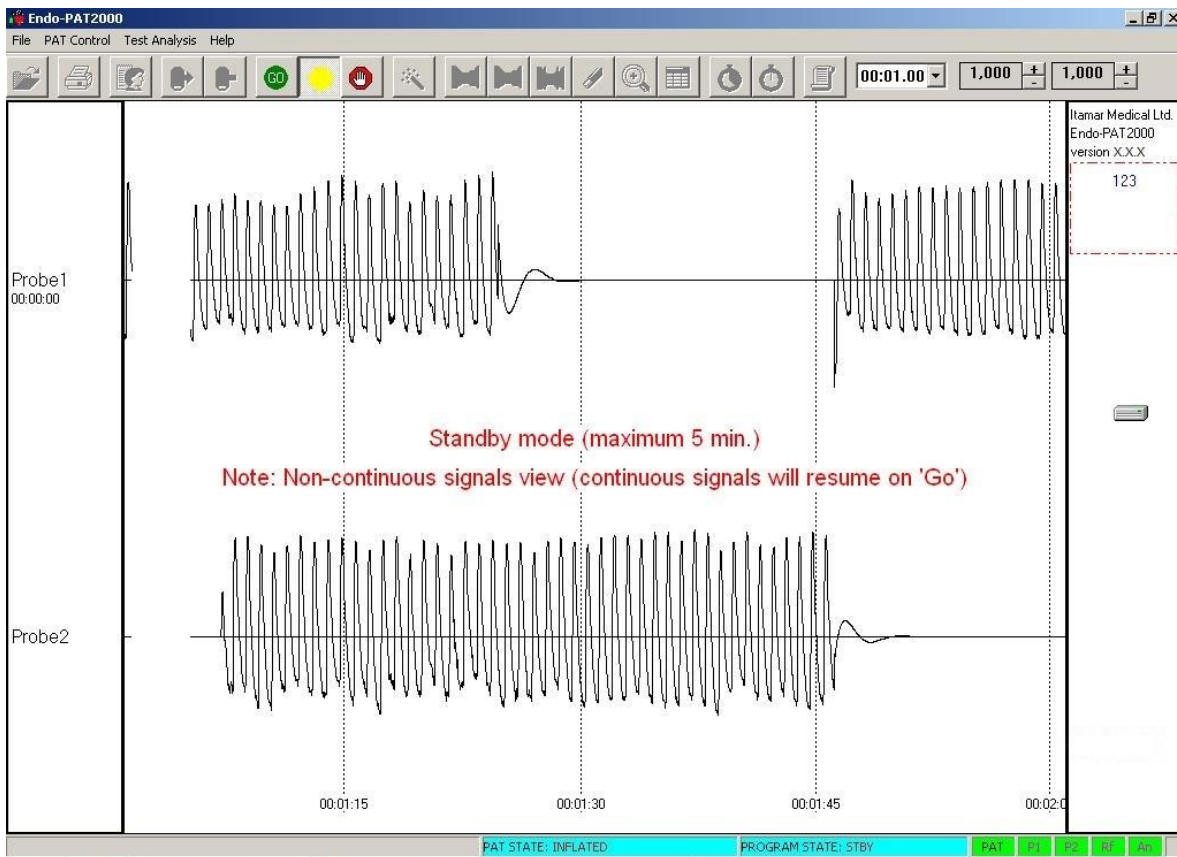 Endo-PAT2000
File PAT Control Test Analysis Help
GO 00:01.00 1,000 + - 1,000 + -
Itamar Medical Ltd.
Endo-PAT2000
version X.X.X
123
Probe1
00:00:00
Standby mode (maximum 5 min.)
Note: Non-continuous signals view (continuous signals will resume on 'Go')
Probe2
00:01:15 00:01:30 00:01:45 00:02:0
PAT STATE: INFLATED PROGRAM STATE: STBY PAT P1 P2 Rf An